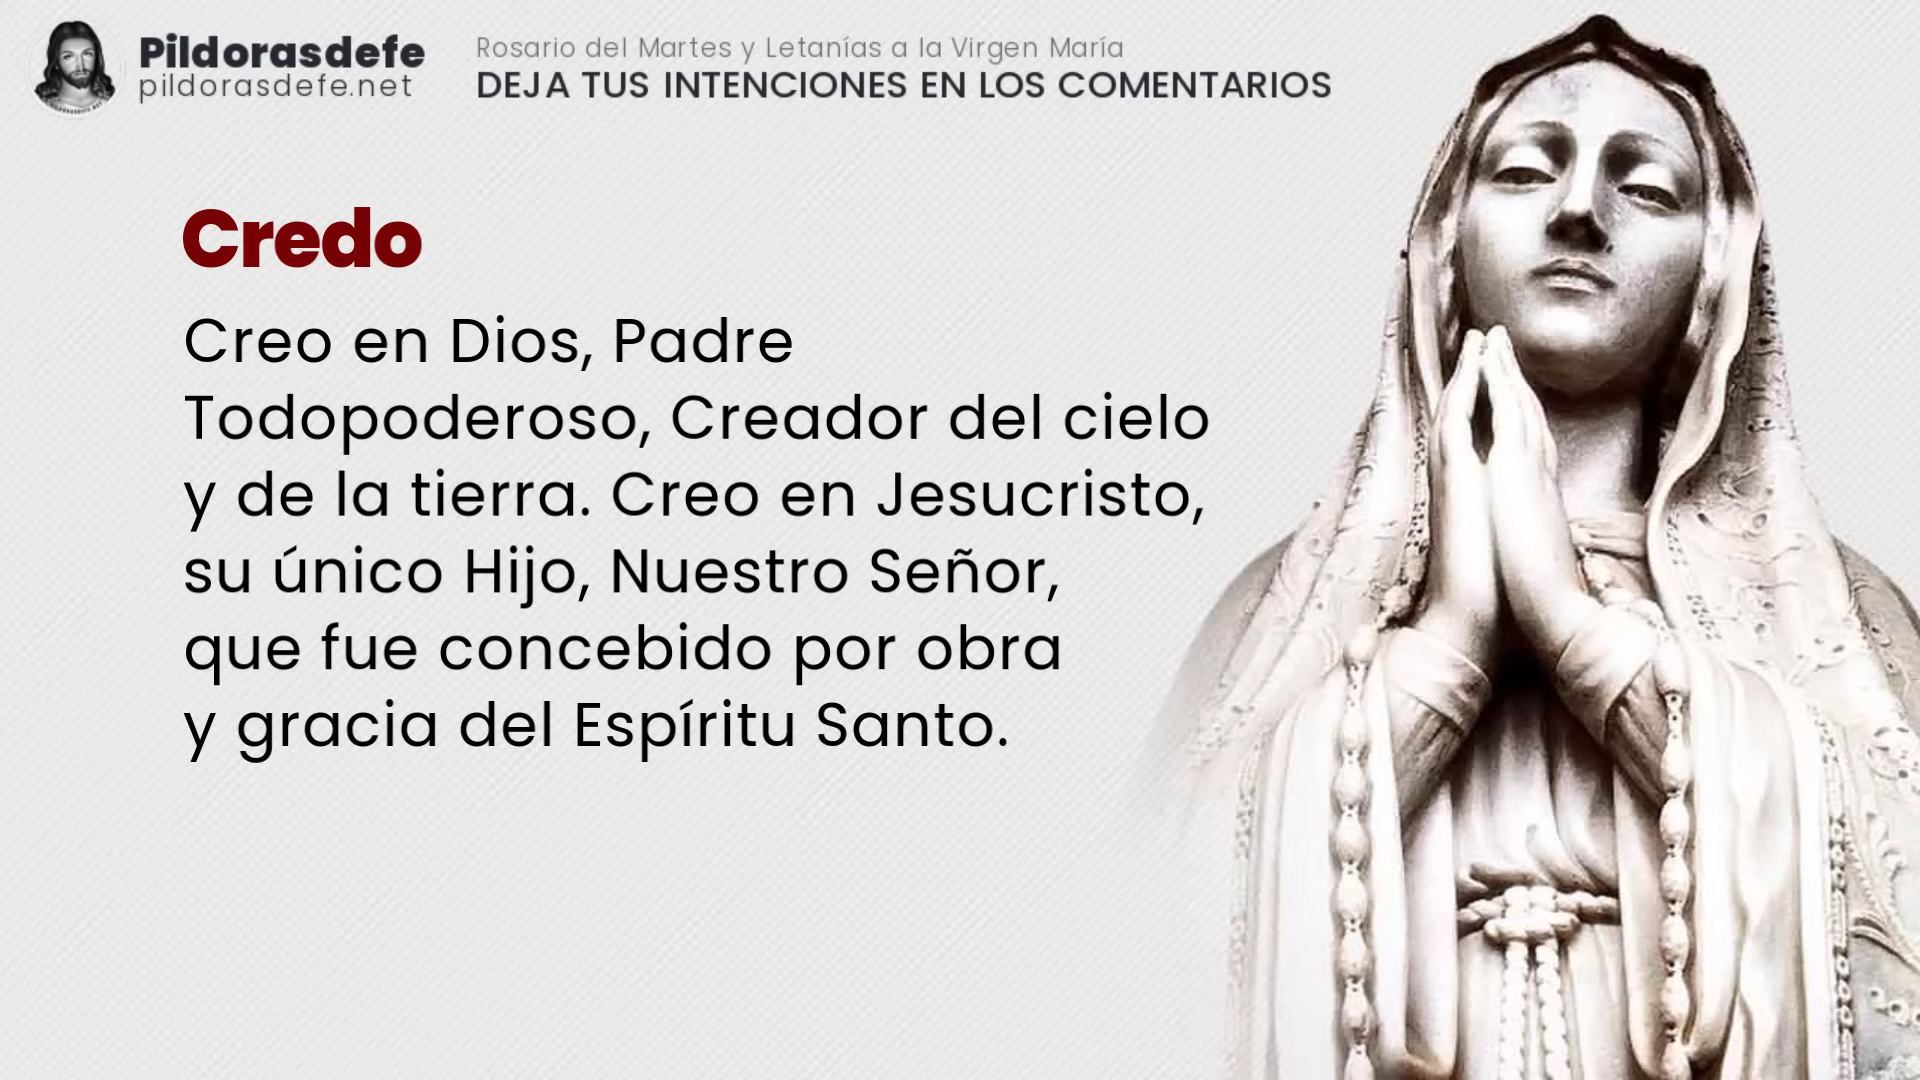 Pildorasdefe
pildorasdefe.net
Rosario del Martes y Letanías a la Virgen María
DEJA TUS INTENCIONES EN LOS COMENTARIOS
Credo
Creo en Dios, Padre
Todopoderoso, Creador del cielo
y de la tierra. Creo en Jesucristo,
su único Hijo, Nuestro Señor,
que fue concebido por obra
y gracia del Espíritu Santo.